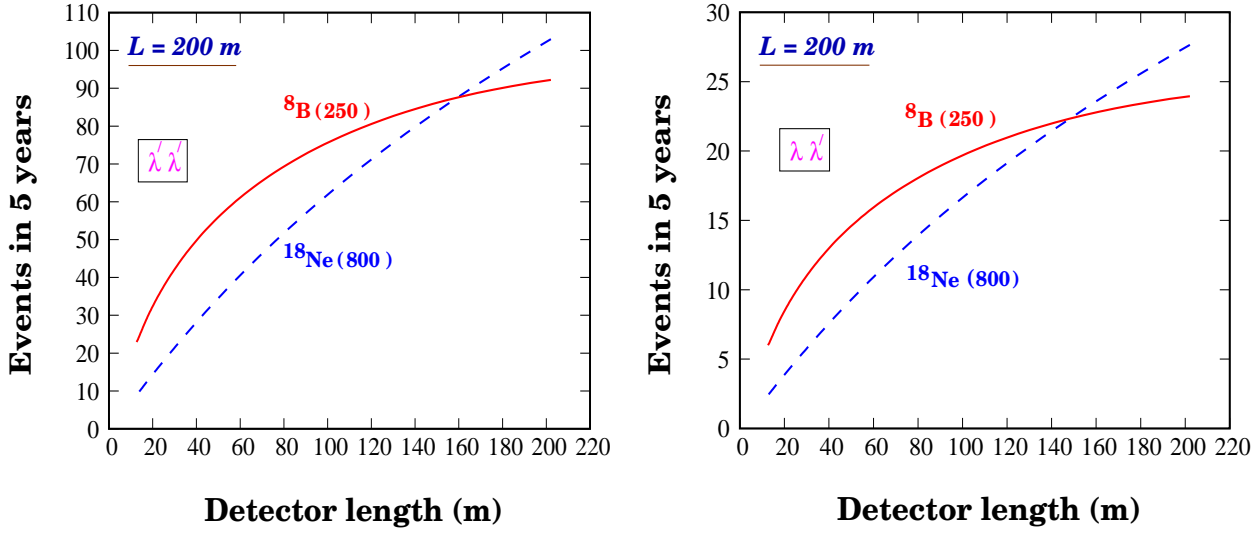 Events in 5 years
110
100
90
80
70
60
50
40
30
20
10
0
L = 200 m
λ′ λ′
⁸B (250)
¹⁸Ne (800)
0 20 40 60 80 100 120 140 160 180 200 220
Detector length (m)
Events in 5 years
30
25
20
15
10
5
0
L = 200 m
λ λ′
⁸B (250)
¹⁸Ne (800)
0 20 40 60 80 100 120 140 160 180 200 220
Detector length (m)